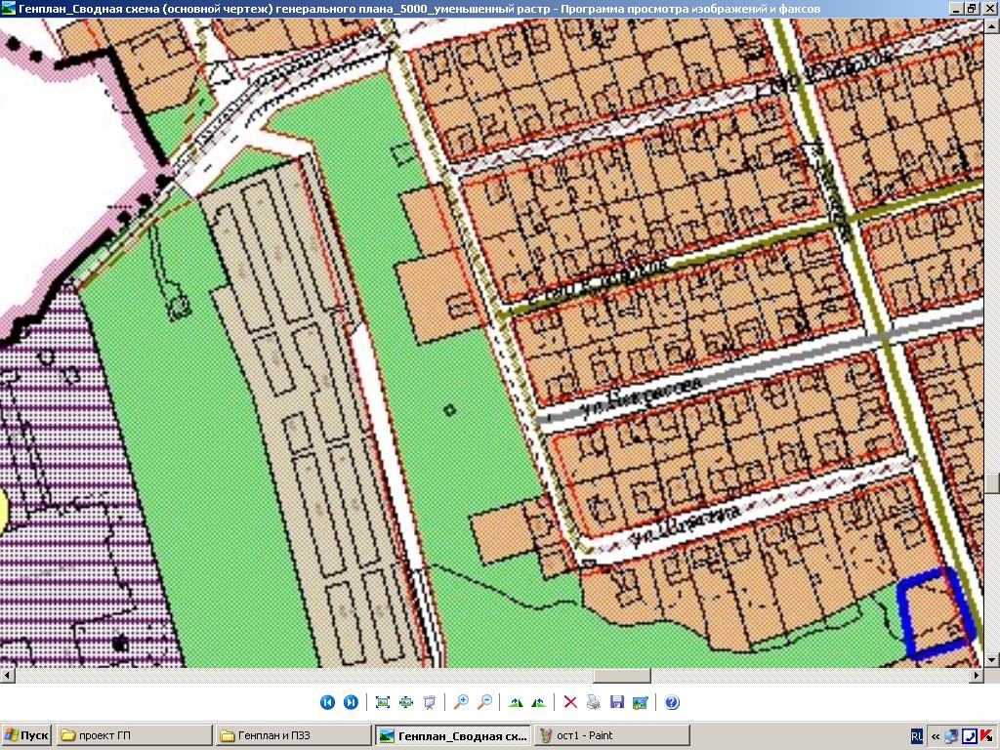 Генплан_Сводная схема (основной чертеж) генерального плана_5000_уменьшенный растр - Программа просмотра изображений и факсов
ул.Некрасова
Пуск
проект ГП
Генплан и ПЗЗ
Генплан_Сводная сх...
ост1 - Paint
RL